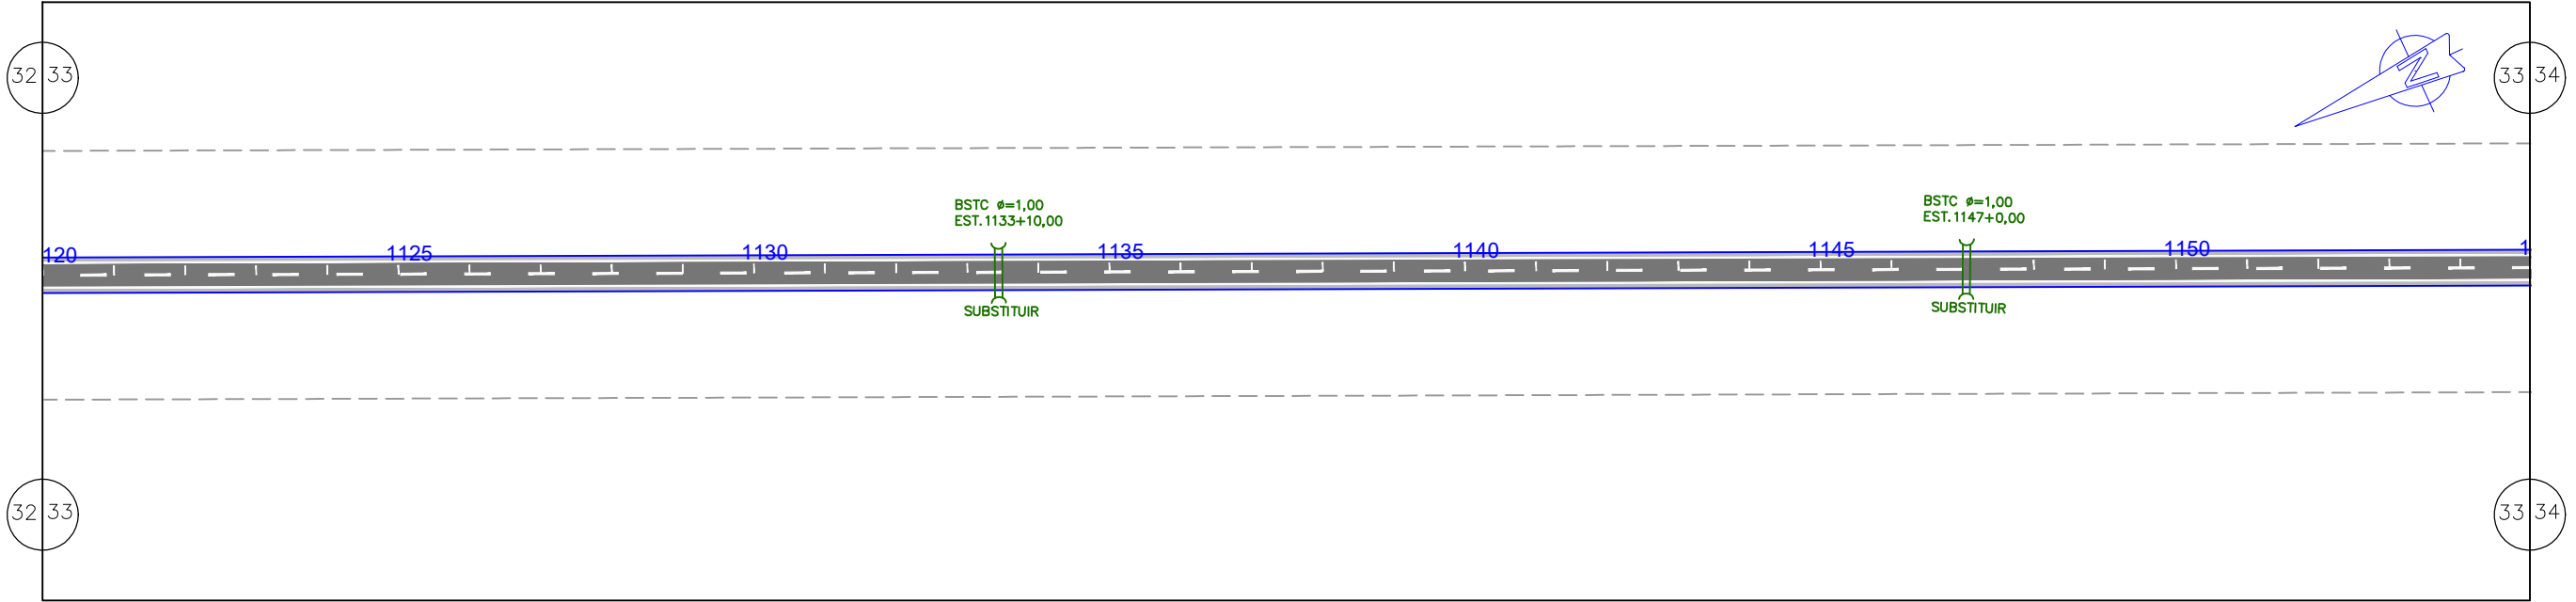 32 33
33 34
N
BSTC ø=1,00
EST.1133+10,00
BSTC ø=1,00
EST.1147+0,00
120 1125 1130 1135 1140 1145 1150 1
SUBSTITUIR
SUBSTITUIR
32 33
33 34